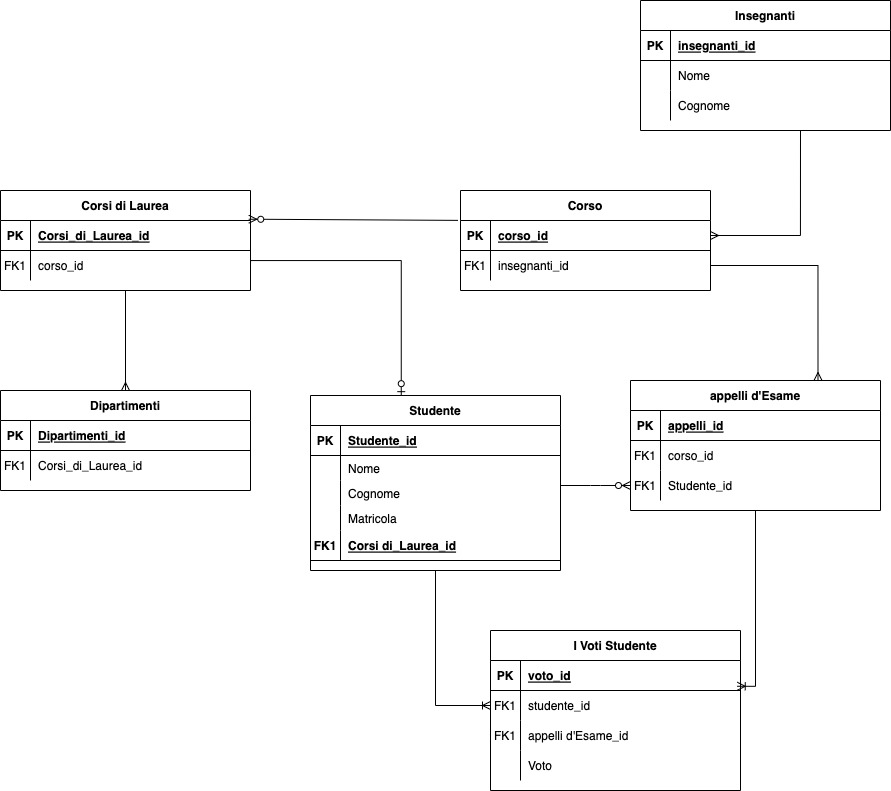 Insegnanti
PK insegnanti_id
Nome
Cognome
Corsi di Laurea
PK Corsi_di_Laurea_id
FK1 corso_id
Corso
PK corso_id
FK1 insegnanti_id
Dipartimenti
PK Dipartimenti_id
FK1 Corsi_di_Laurea_id
Studente
PK Studente_id
Nome
Cognome
Matricola
FK1 Corsi di_Laurea_id
appelli d'Esame
PK appelli_id
FK1 corso_id
FK1 Studente_id
I Voti Studente
PK voto_id
FK1 studente_id
FK1 appelli d'Esame_id
Voto